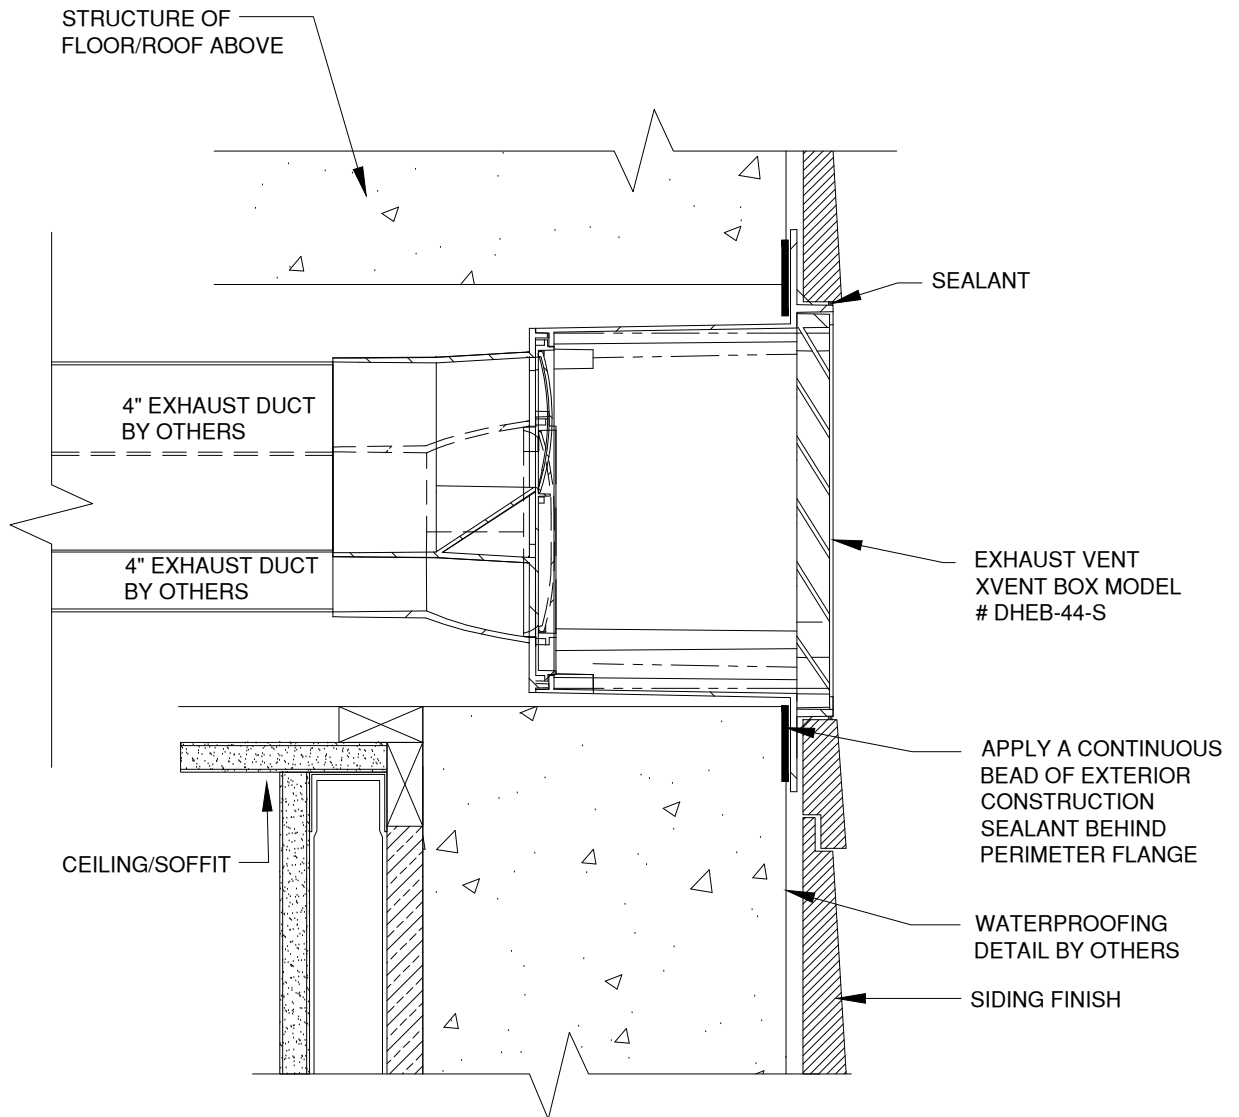 STRUCTURE OF
FLOOR/ROOF ABOVE
SEALANT
4" EXHAUST DUCT
BY OTHERS
4" EXHAUST DUCT
BY OTHERS
EXHAUST VENT
XVENT BOX MODEL
# DHEB-44-S
APPLY A CONTINUOUS
BEAD OF EXTERIOR
CONSTRUCTION
SEALANT BEHIND
PERIMETER FLANGE
CEILING/SOFFIT
WATERPROOFING
DETAIL BY OTHERS
SIDING FINISH